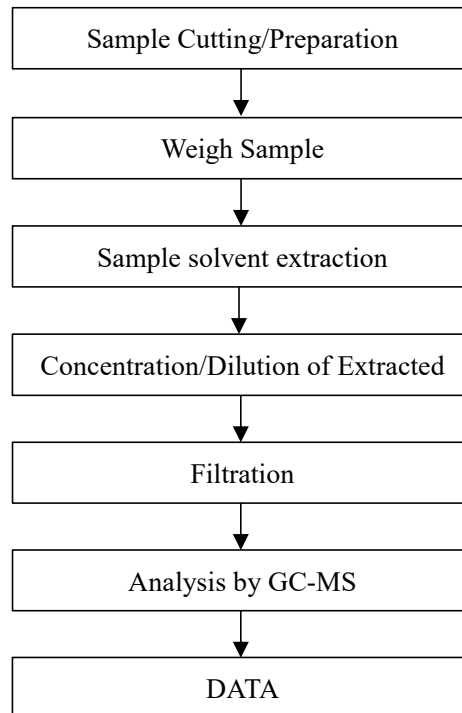 Sample Cutting/Preparation
Weigh Sample
Sample solvent extraction
Concentration/Dilution of Extracted
Filtration
Analysis by GC-MS
DATA